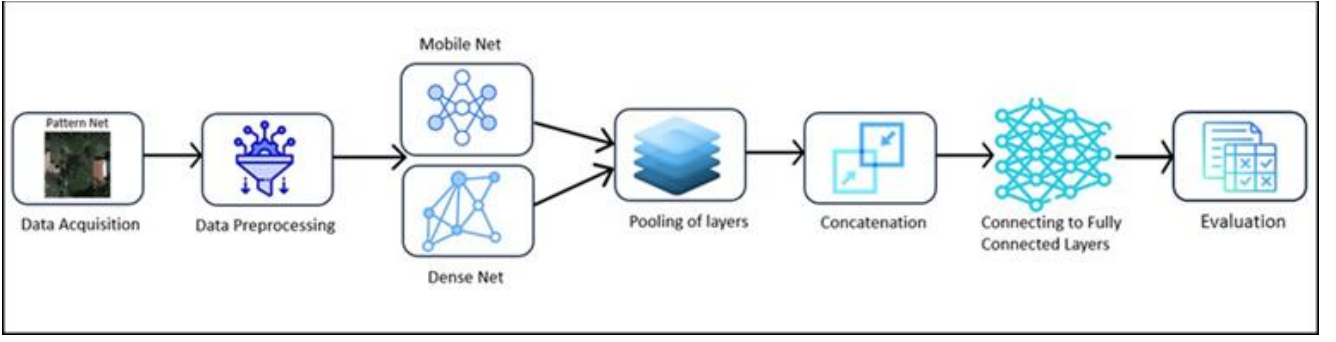 Pattern Net
Data Acquisition
Data Preprocessing
Mobile Net
Dense Net
Pooling of layers
Concatenation
Connecting to Fully
Connected Layers
Evaluation